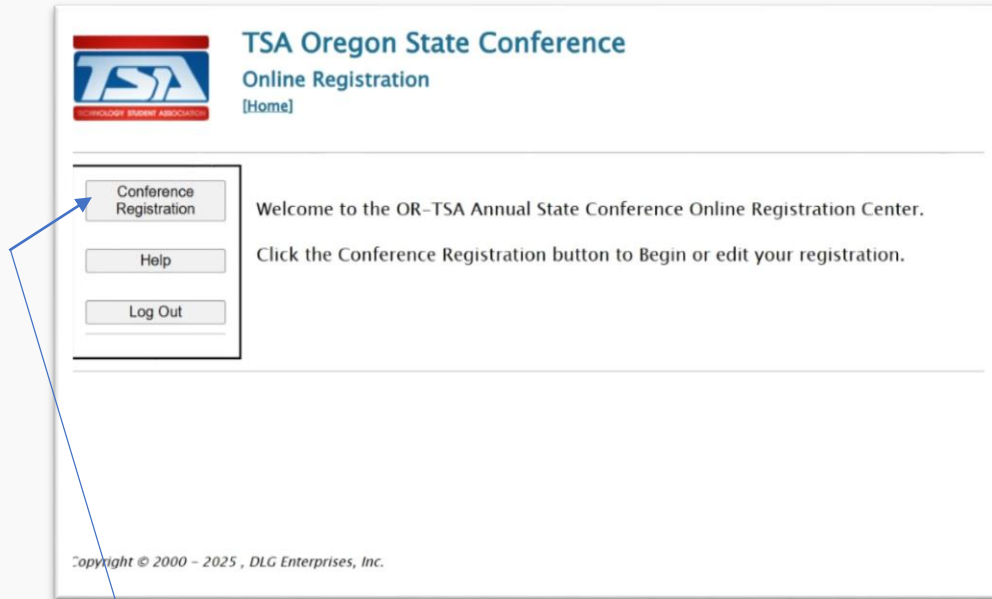 TSA Oregon State Conference
Online Registration
[Home]
TSA
TECHNOLOGY STUDENT ASSOCIATION
Conference
Registration
Help
Log Out
Welcome to the OR-TSA Annual State Conference Online Registration Center.
Click the Conference Registration button to Begin or edit your registration.
Copyright © 2000 – 2025 , DLG Enterprises, Inc.